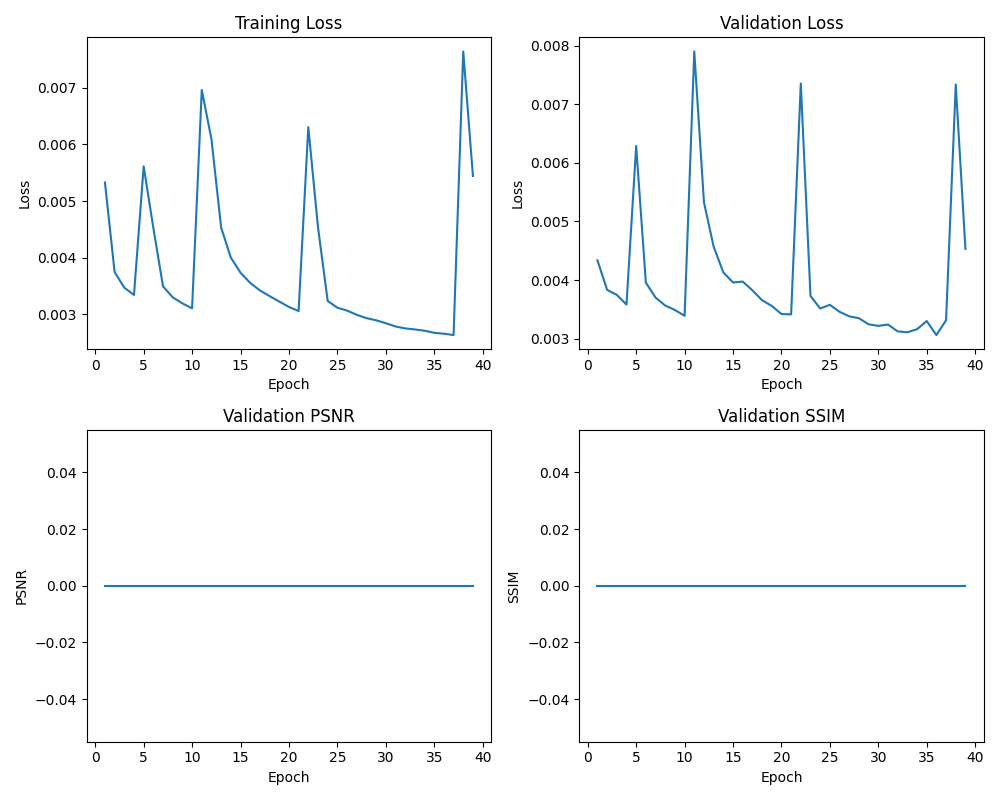 Training Loss
Loss
0.007
0.006
0.005
0.004
0.003
0 5 10 15 20 25 30 35 40
Epoch
Validation Loss
Loss
0.008
0.007
0.006
0.005
0.004
0.003
0 5 10 15 20 25 30 35 40
Epoch
Validation PSNR
PSNR
0.04
0.02
0.00
−0.02
−0.04
0 5 10 15 20 25 30 35 40
Epoch
Validation SSIM
SSIM
0.04
0.02
0.00
−0.02
−0.04
0 5 10 15 20 25 30 35 40
Epoch